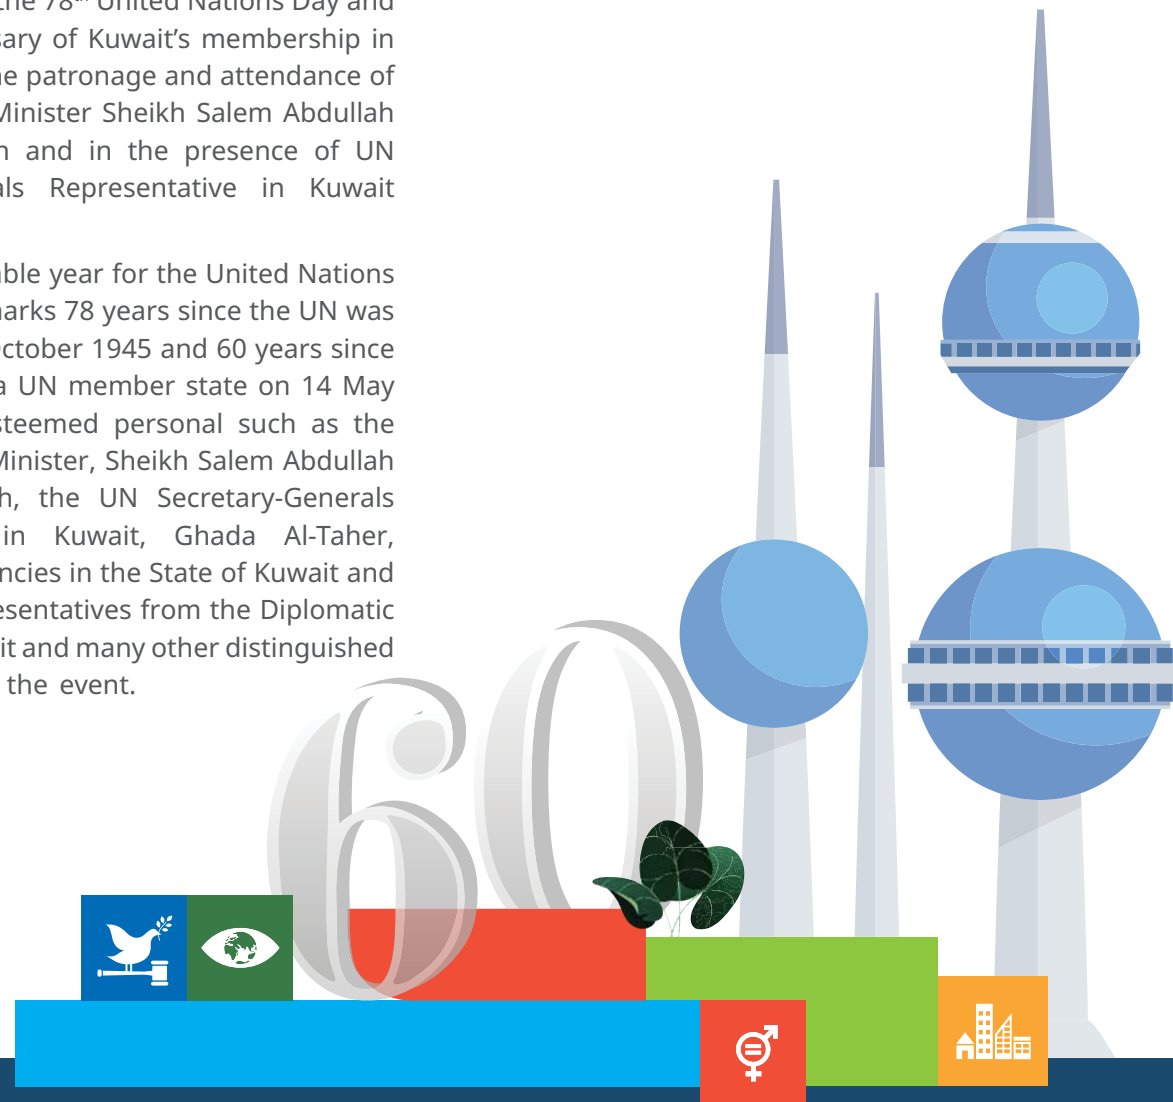 the 78th United Nations Day and
sary of Kuwait’s membership in
he patronage and attendance of
Minister Sheikh Salem Abdullah
h and in the presence of UN
als Representative in Kuwait
able year for the United Nations
marks 78 years since the UN was
October 1945 and 60 years since
a UN member state on 14 May
steemed personal such as the
Minister, Sheikh Salem Abdullah
h, the UN Secretary-Generals
in Kuwait, Ghada Al-Taher,
ncies in the State of Kuwait and
esentatives from the Diplomatic
it and many other distinguished
the event.
60